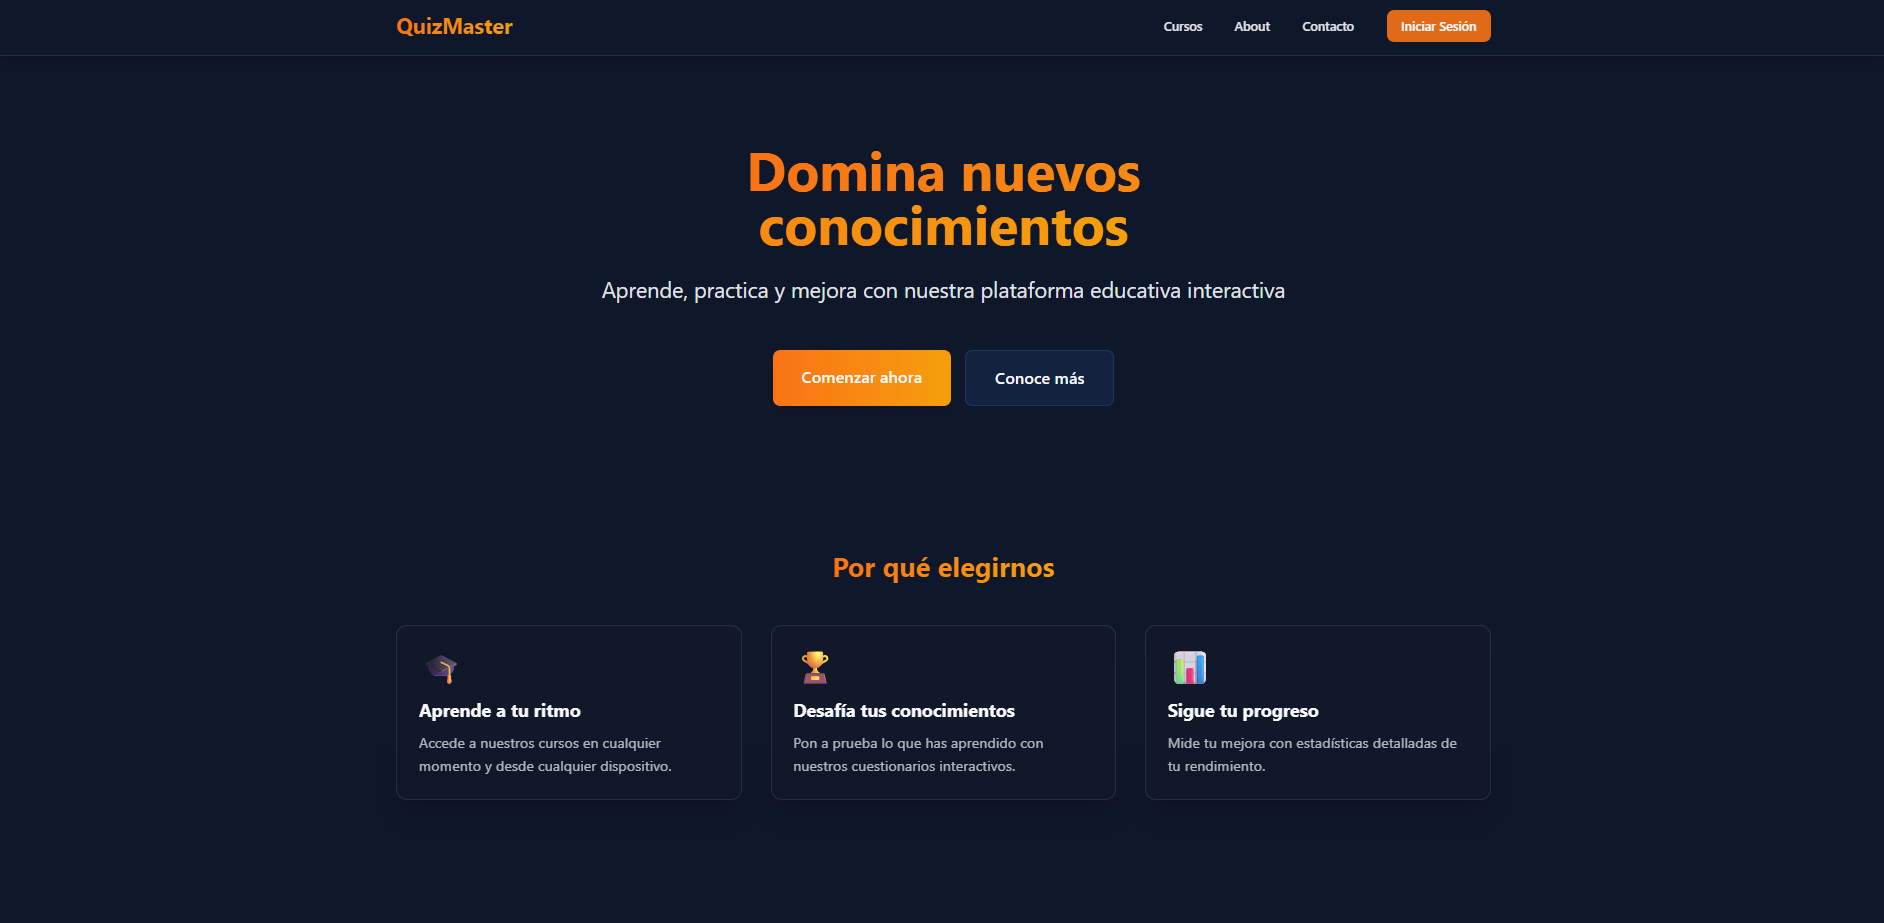 QuizMaster
Cursos
About
Contacto
Iniciar Sesión
Domina nuevos
conocimientos
Aprende, practica y mejora con nuestra plataforma educativa interactiva
Comenzar ahora
Conoce más
Por qué elegirnos
Aprende a tu ritmo
Accede a nuestros cursos en cualquier
momento y desde cualquier dispositivo.
Desafía tus conocimientos
Pon a prueba lo que has aprendido con
nuestros cuestionarios interactivos.
Sigue tu progreso
Mide tu mejora con estadísticas detalladas de
tu rendimiento.